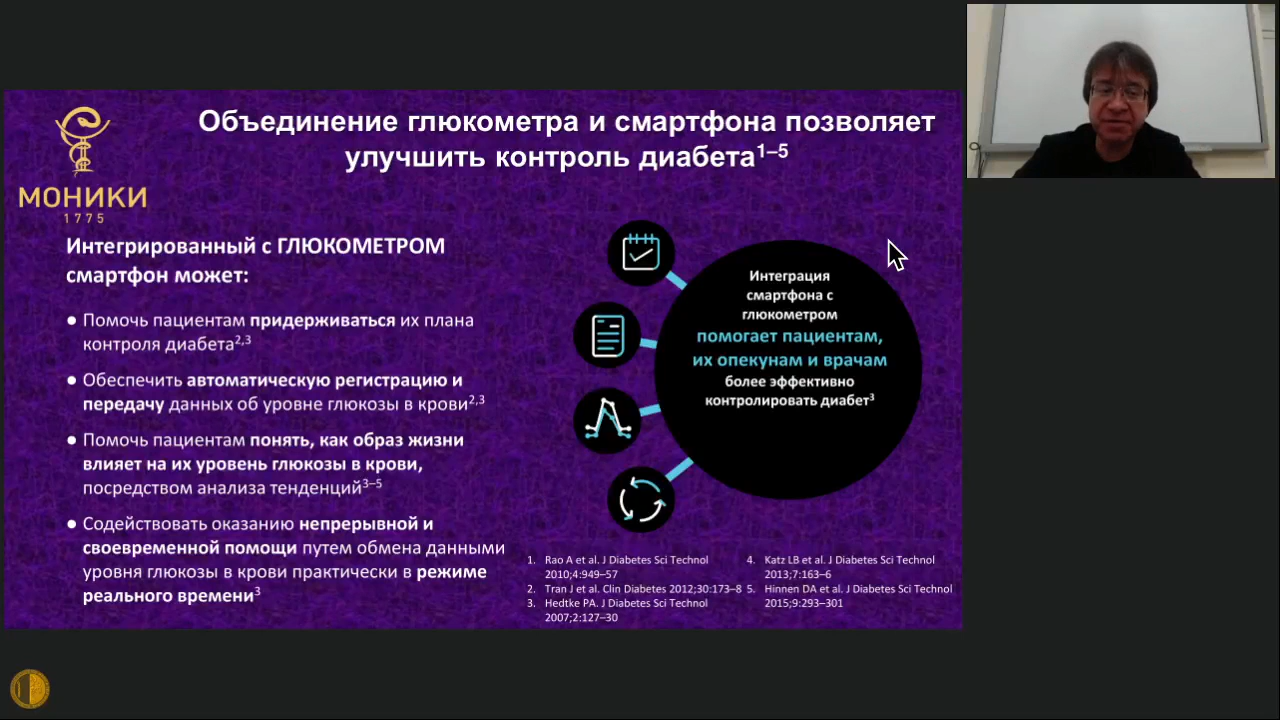 Объединение глюкометра и смартфона позволяет
улучшить контроль диабета1–5
МОНИКИ
1775
Интегрированный с ГЛЮКОМЕТРОМ
смартфон может:
● Помочь пациентам придерживаться их плана
контроля диабета2,3
● Обеспечить автоматическую регистрацию и
передачу данных об уровне глюкозы в крови2,3
● Помочь пациентам понять, как образ жизни
влияет на их уровень глюкозы в крови,
посредством анализа тенденций3–5
● Содействовать оказанию непрерывной и
своевременной помощи путем обмена данными
уровня глюкозы в крови практически в режиме
реального времени3
Интеграция
смартфона с
глюкометром
помогает пациентам,
их опекунам и врачам
более эффективно
контролировать диабет3
1. Rao A et al. J Diabetes Sci Technol
2010;4:949–57
2. Tran J et al. Clin Diabetes 2012;30:173–8
3. Hedtke PA. J Diabetes Sci Technol
2007;2:127–30
4. Katz LB et al. J Diabetes Sci Technol
2013;7:163–6
5. Hinnen DA et al. J Diabetes Sci Technol
2015;9:293–301